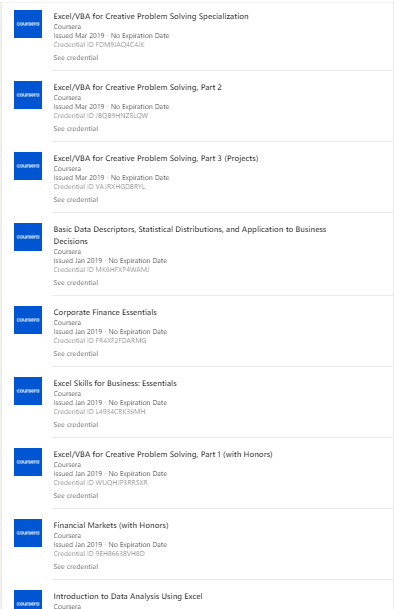 coursera
Excel/VBA for Creative Problem Solving Specialization
Coursera
Issued Mar 2019 · No Expiration Date
Credential ID FDM9JAQ4C4JK
See credential
coursera
Excel/VBA for Creative Problem Solving, Part 2
Coursera
Issued Mar 2019 · No Expiration Date
Credential ID JBQB9HNZSLQW
See credential
coursera
Excel/VBA for Creative Problem Solving, Part 3 (Projects)
Coursera
Issued Mar 2019 · No Expiration Date
Credential ID VAJRXHGDBRYL
See credential
coursera
Basic Data Descriptors, Statistical Distributions, and Application to Business
Decisions
Coursera
Issued Jan 2019 · No Expiration Date
Credential ID MK6HFXP4WAMJ
See credential
coursera
Corporate Finance Essentials
Coursera
Issued Jan 2019 · No Expiration Date
Credential ID FR4XF2FDARMG
See credential
coursera
Excel Skills for Business: Essentials
Coursera
Issued Jan 2019 · No Expiration Date
Credential ID L4934CRK36MH
See credential
coursera
Excel/VBA for Creative Problem Solving, Part 1 (with Honors)
Coursera
Issued Jan 2019 · No Expiration Date
Credential ID WUQHJP3RRSXR
See credential
coursera
Financial Markets (with Honors)
Coursera
Issued Jan 2019 · No Expiration Date
Credential ID 9EH86638VH8D
See credential
coursera
Introduction to Data Analysis Using Excel
Coursera